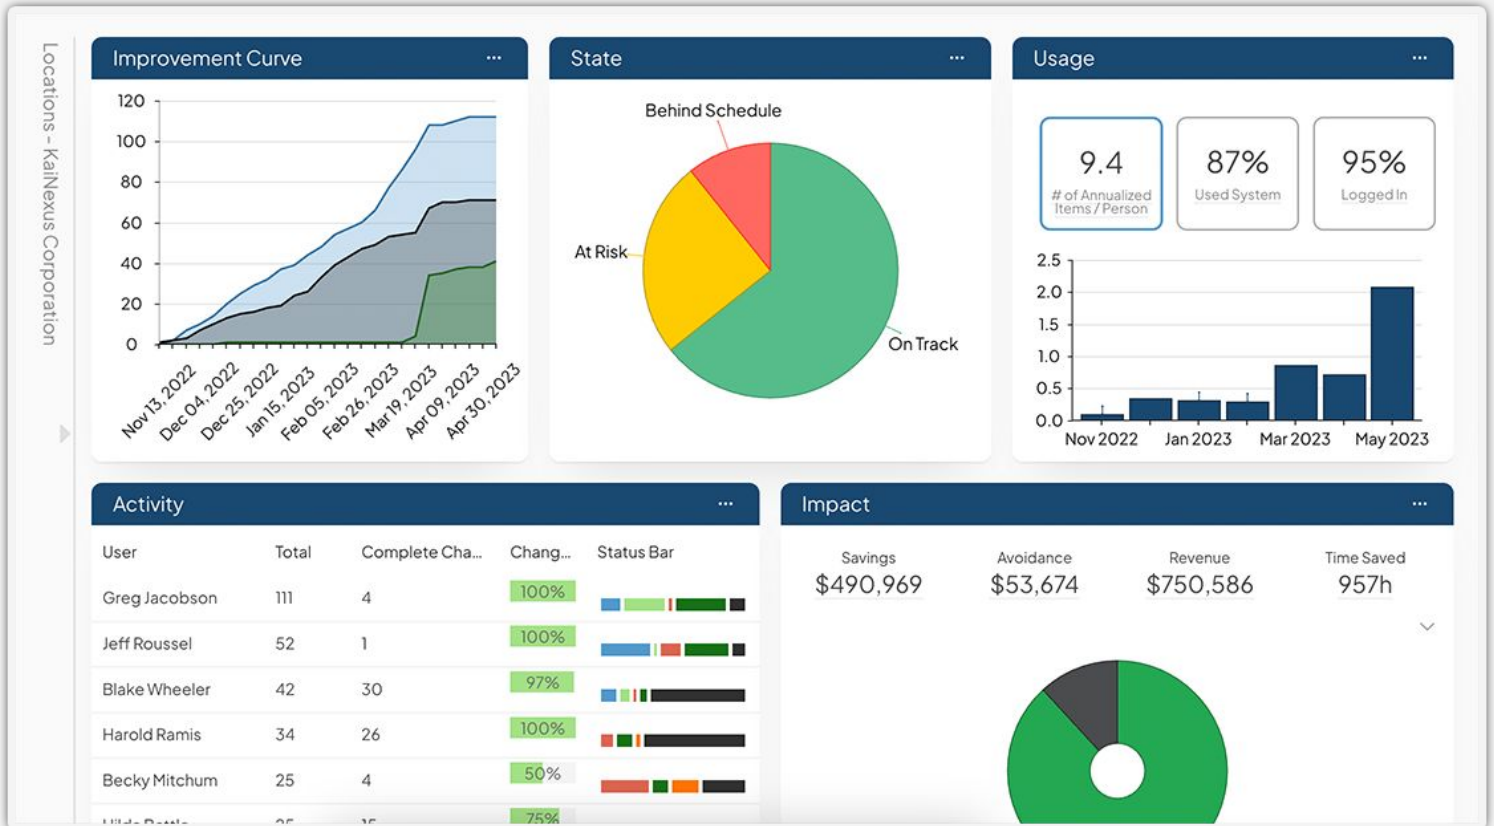 Locations - KaiNexus Corporation
Improvement Curve
120
100
80
60
40
20
0
Nov 13, 2022
Dec 04, 2022
Dec 25, 2022
Jan 15, 2023
Feb 05, 2023
Feb 26, 2023
Mar 19, 2023
Apr 09, 2023
Apr 30, 2023
State
Behind Schedule
At Risk
On Track
Usage
9.4
# of Annualized
Items / Person
87%
Used System
95%
Logged In
2.5
2.0
1.5
1.0
0.5
0.0
Nov 2022 Jan 2023 Mar 2023 May 2023
Activity
User Total Complete Cha... Chang... Status Bar
Greg Jacobson 111 4 100%
Jeff Roussel 52 1 100%
Blake Wheeler 42 30 97%
Harold Ramis 34 26 100%
Becky Mitchum 25 4 50%
75%
Impact
Savings Avoidance Revenue Time Saved
$490,969 $53,674 $750,586 957h